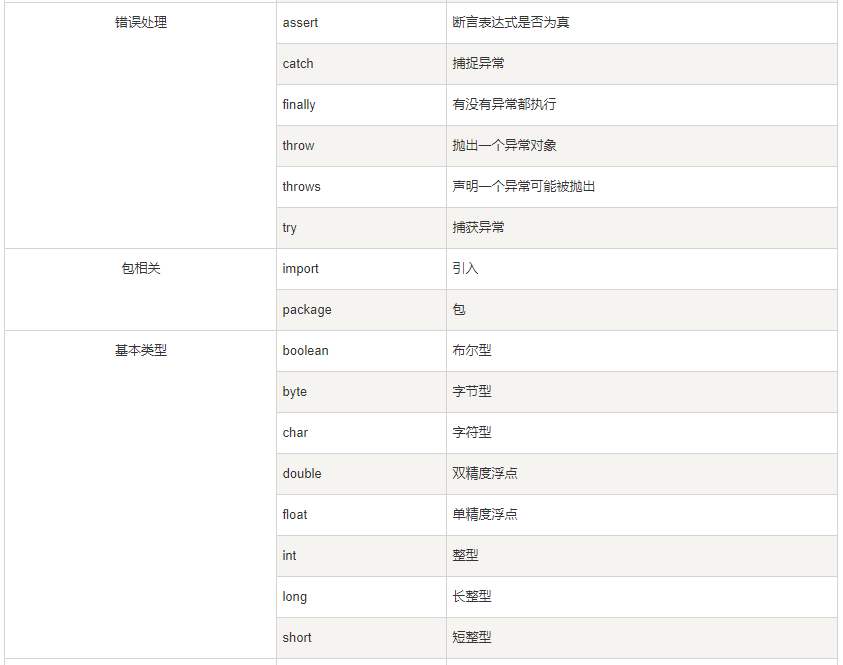 错误处理 assert 断言表达式是否为真
catch 捕捉异常
finally 有没有异常都执行
throw 抛出一个异常对象
throws 声明一个异常可能被抛出
try 捕获异常
包相关 import 引入
package 包
基本类型 boolean 布尔型
byte 字节型
char 字符型
double 双精度浮点
float 单精度浮点
int 整型
long 长整型
short 短整型